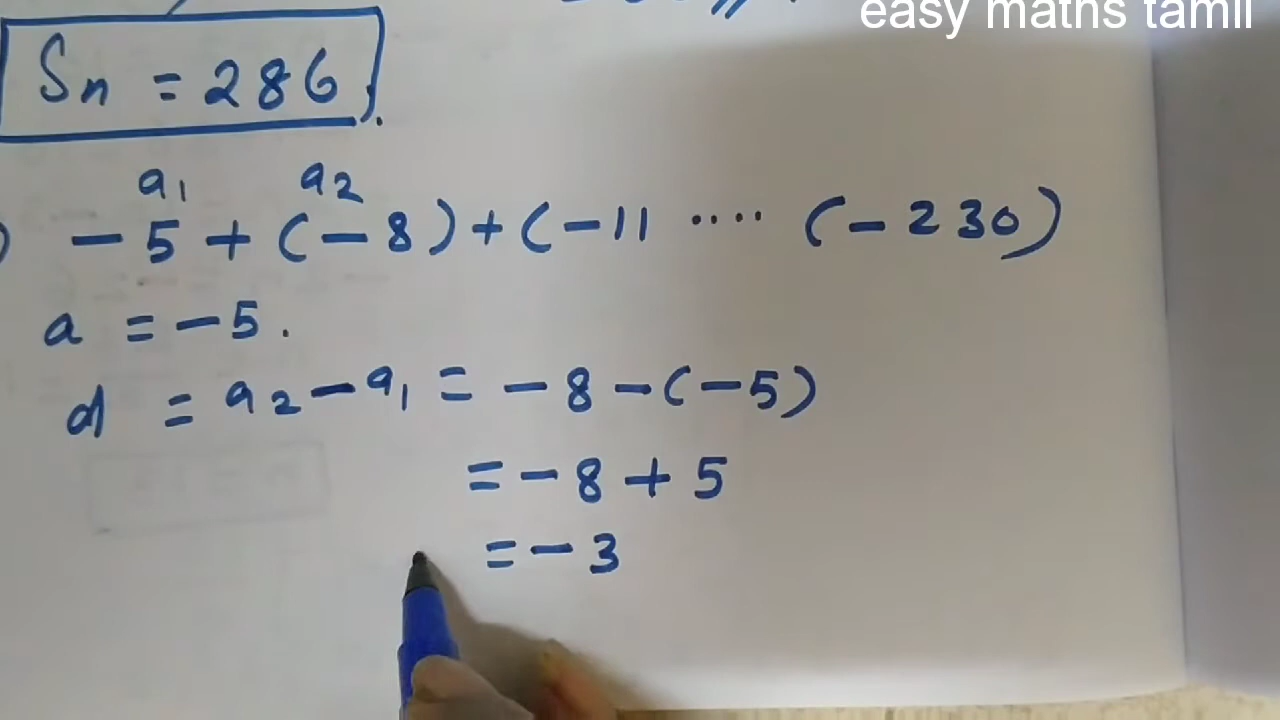 easy maths tamil
Sn = 286
a1 a2
) -5 + (-8) + (-11 .... (-230)
a = -5.
d = a2 - a1 = -8 - (-5)
= -8 + 5
= -3